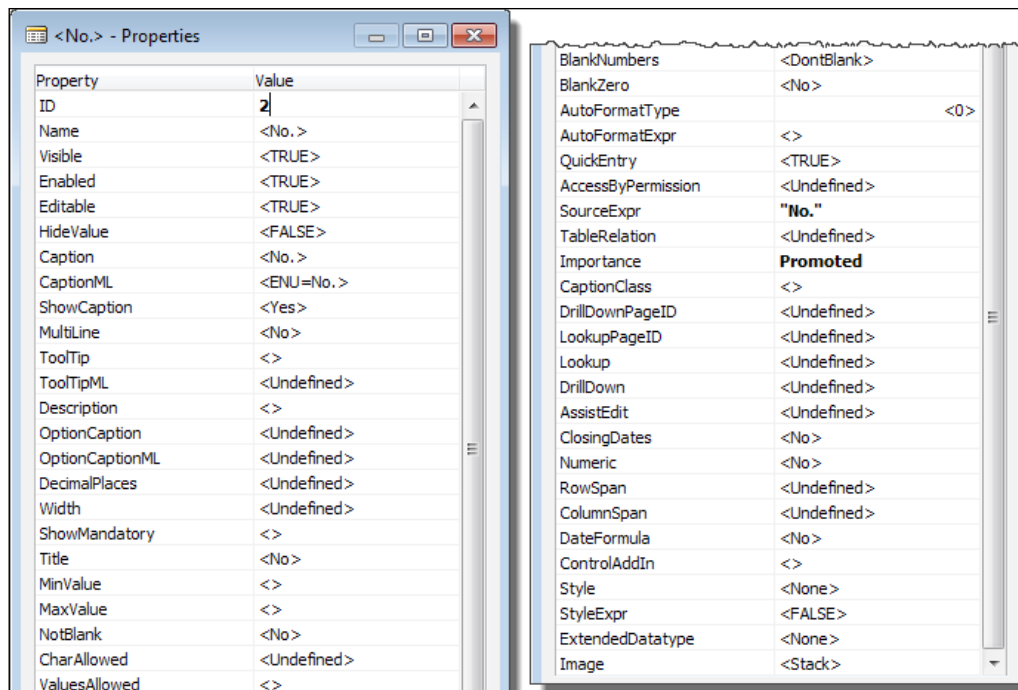 <No.> - Properties
Property Value
ID 2
Name <No.>
Visible <TRUE>
Enabled <TRUE>
Editable <TRUE>
HideValue <FALSE>
Caption <No.>
CaptionML <ENU=No.>
ShowCaption <Yes>
MultiLine <No>
ToolTip <>
ToolTipML <Undefined>
Description <>
OptionCaption <Undefined>
OptionCaptionML <Undefined>
DecimalPlaces <Undefined>
Width <Undefined>
ShowMandatory <>
Title <No>
MinValue <>
MaxValue <>
NotBlank <No>
CharAllowed <Undefined>
ValuesAllowed <>
BlankNumbers <DontBlank>
BlankZero <No>
AutoFormatType <0>
AutoFormatExpr <>
QuickEntry <TRUE>
AccessByPermission <Undefined>
SourceExpr "No."
TableRelation <Undefined>
Importance Promoted
CaptionClass <>
DrillDownPageID <Undefined>
LookupPageID <Undefined>
Lookup <Undefined>
DrillDown <Undefined>
AssistEdit <Undefined>
ClosingDates <No>
Numeric <No>
RowSpan <Undefined>
ColumnSpan <Undefined>
DateFormula <No>
ControlAddIn <>
Style <None>
StyleExpr <FALSE>
ExtendedDatatype <None>
Image <Stack>